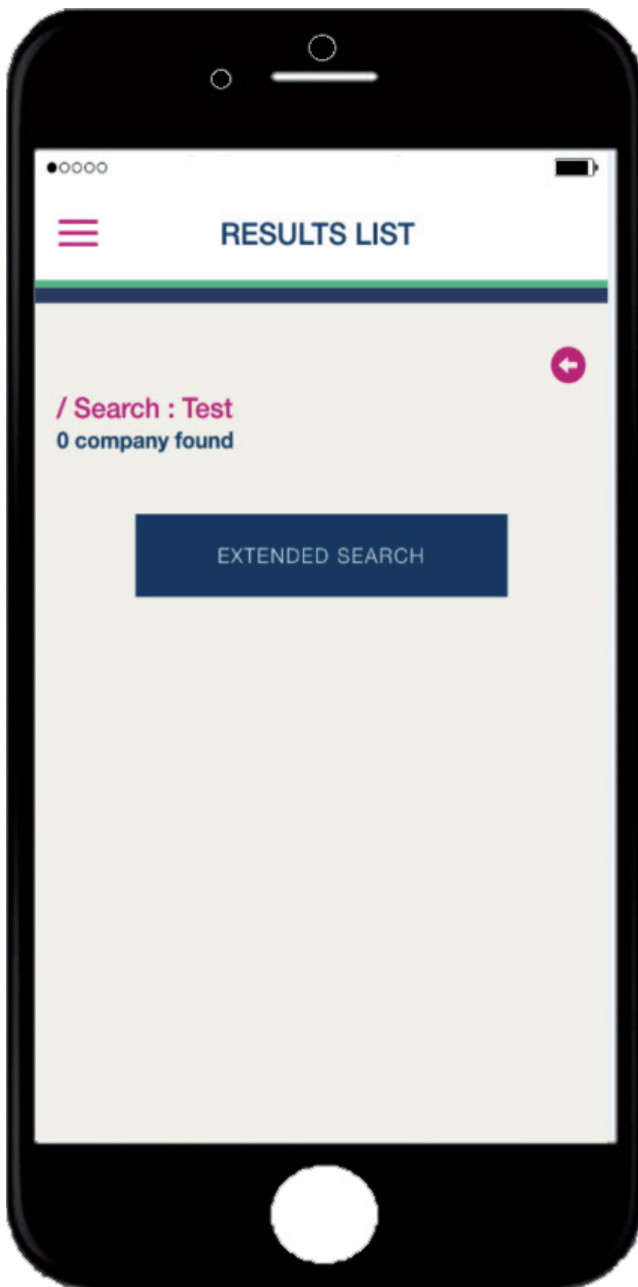 RESULTS LIST
/ Search : Test
0 company found
EXTENDED SEARCH